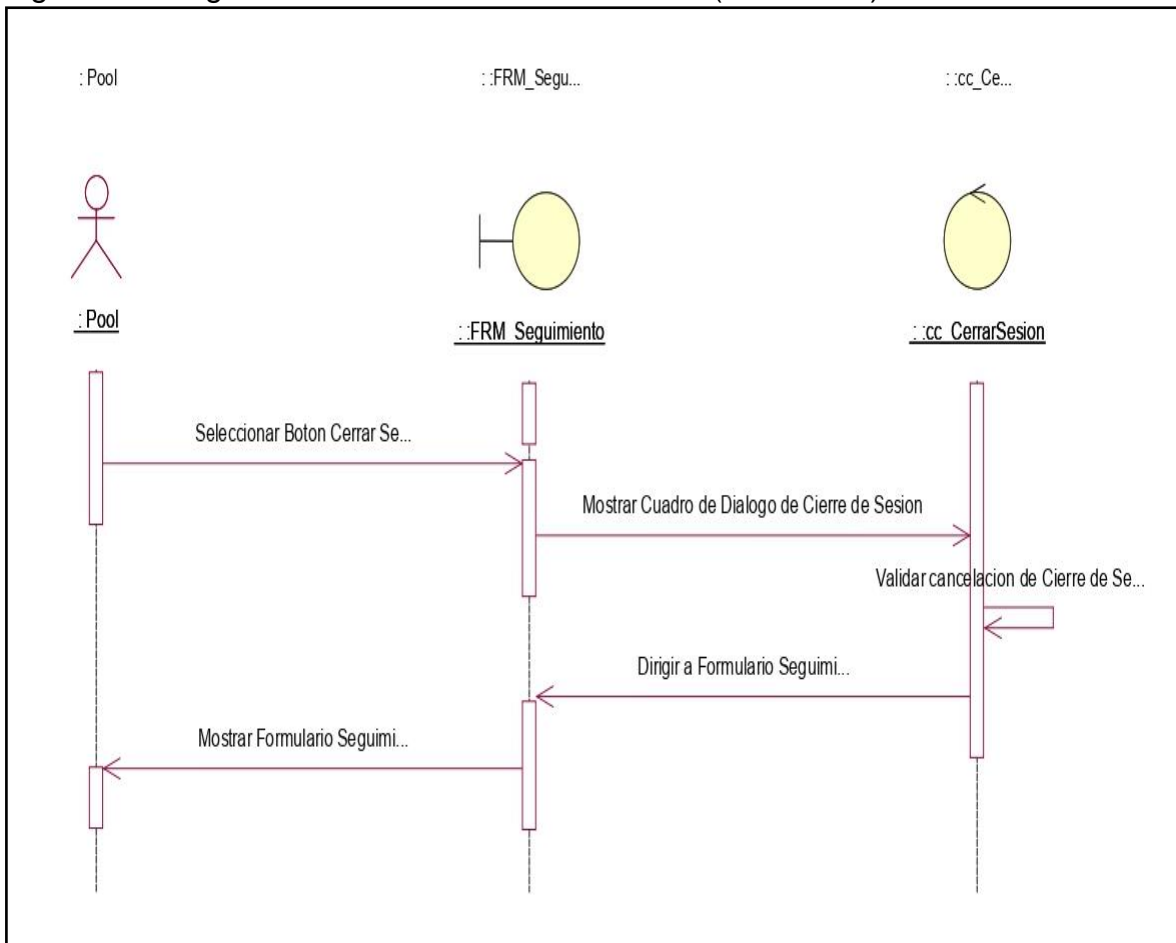 : Pool
: :FRM_Segu...
: :cc_Ce...
: Pool
: :FRM_Seguimiento
: :cc_CerrarSesion
Seleccionar Boton Cerrar Se...
Mostrar Cuadro de Dialogo de Cierre de Sesion
Validar cancelacion de Cierre de Se...
Dirigir a Formulario Seguimi...
Mostrar Formulario Seguimi...